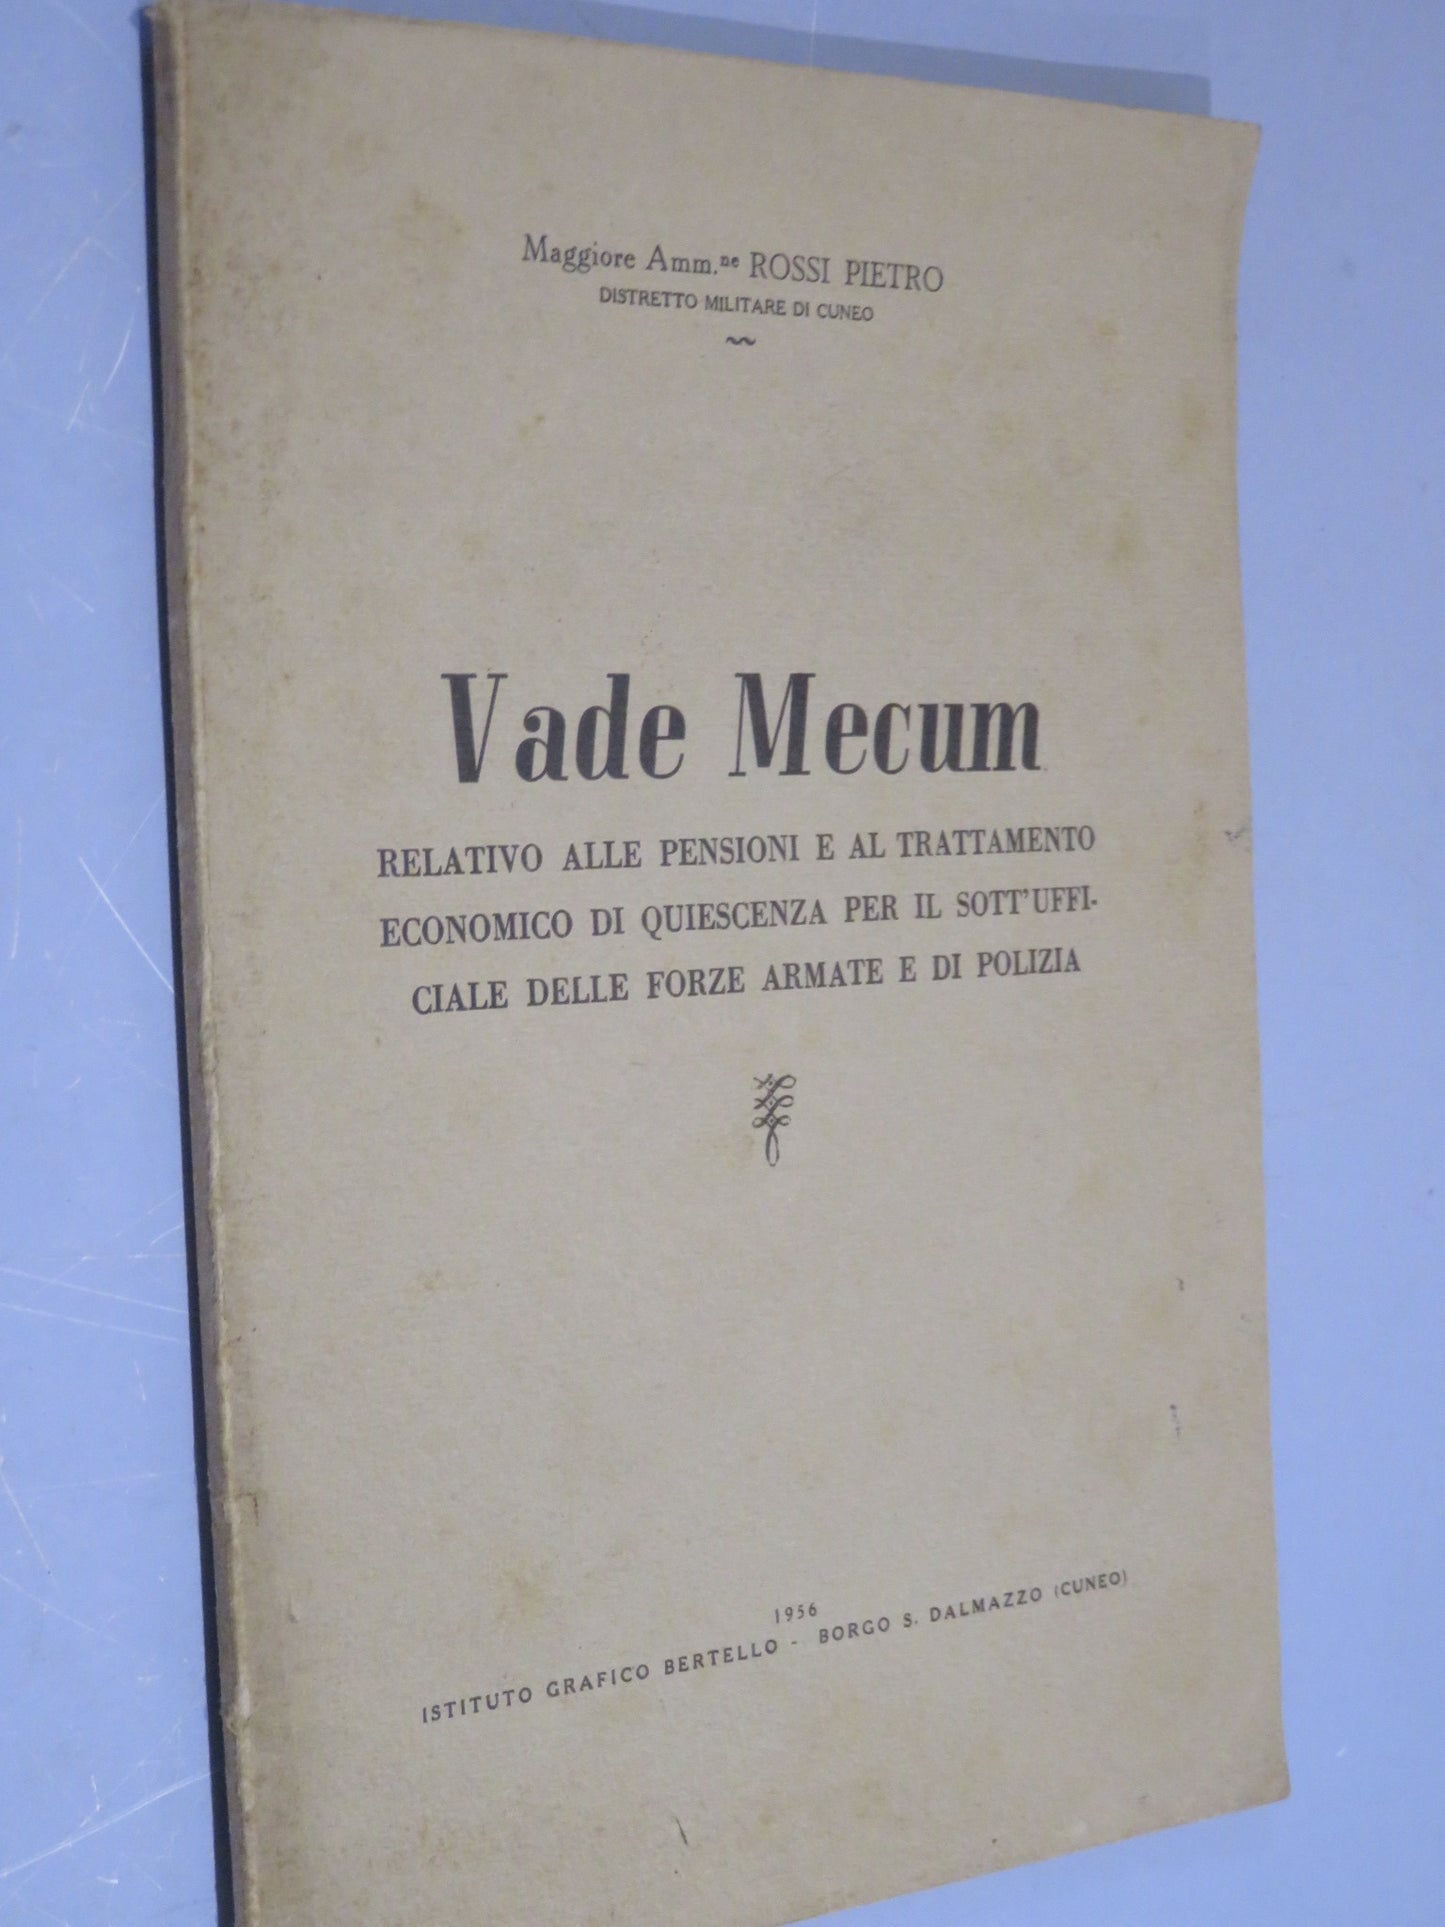 Maggiore Amm.ne ROSSI PIETRO
DISTRETTO MILITARE DI CUNEO
Vade Mecum
RELATIVO ALLE PENSIONI E AL TRATTAMENTO
ECONOMICO DI QUIESCENZA PER IL SOTT'UFFI-
CIALE DELLE FORZE ARMATE E DI POLIZIA
1956
ISTITUTO GRAFICO BERTELLO - BORGO S. DALMAZZO (CUNEO)